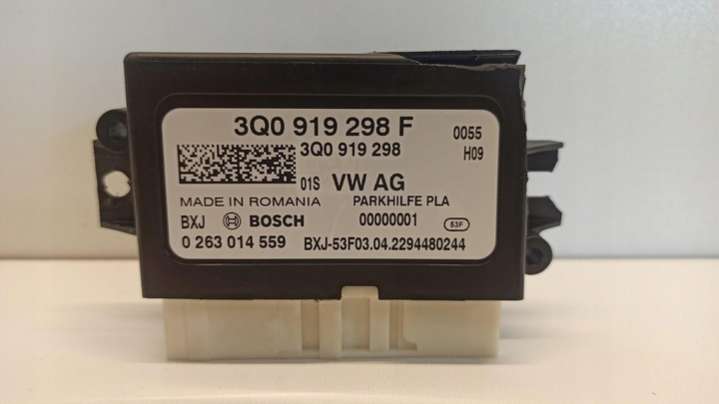 3Q0 919 298 F
0055
3Q0 919 298
H09
01S VW AG
MADE IN ROMANIA
PARKHILFE PLA
BXJ BOSCH
00000001
53F
0 263 014 559
BXJ-53F03.04.2294480244